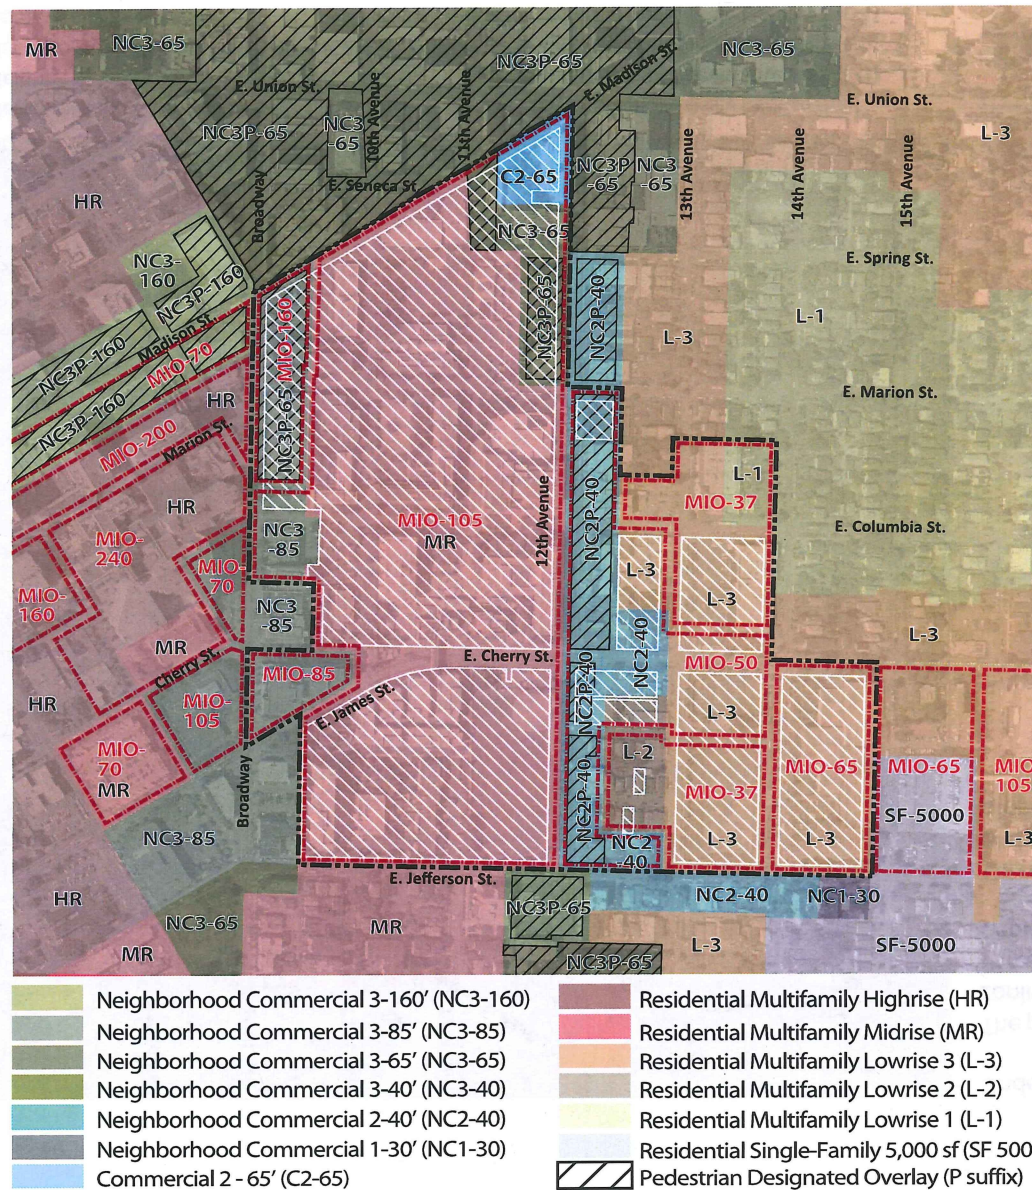 MR
NC3-65
NC3P-65
E. Madison St.
NC3-65
E. Union St.
E. Union St.
NC3P-65
NC3
-65
10th Avenue
11th Avenue
L-3
HR
Broadway
E. Seneca St.
C2-65
NC3P
-65
NC3
-65
13th Avenue
14th Avenue
15th Avenue
NC3-
160
NC3P-160
NC3-65
E. Spring St.
NC3P-160
Madison St.
MIO-70
NC3P-160
MIO-160
NC3P-65
NC3P-65
NC2P-40
L-3
L-1
HR
E. Marion St.
MIO-200
Marion St.
HR
L-1
MIO-37
MIO-105
MR
12th Avenue
NC2P-40
E. Columbia St.
MIO-
240
NC3
-85
MIO-
70
L-3
L-3
MIO-
160
NC3
-85
MR
Cherry St.
E. Cherry St.
NC2-40
L-3
MIO-50
HR
MIO-85
E. James St.
NC2P-40
MIO-
105
L-3
MIO-
70
MR
L-2
MIO-37
MIO-65
MIO-65
MIO
105
Broadway
NC2P-40
SF-5000
NC3-85
NC2
-40
L-3
L-3
L-3
E. Jefferson St.
HR
NC2-40
NC1-30
NC3-65
MR
NC3P-65
MR
L-3
SF-5000
NC3P-65
Neighborhood Commercial 3-160' (NC3-160)
Neighborhood Commercial 3-85' (NC3-85)
Neighborhood Commercial 3-65' (NC3-65)
Neighborhood Commercial 3-40' (NC3-40)
Neighborhood Commercial 2-40' (NC2-40)
Neighborhood Commercial 1-30' (NC1-30)
Commercial 2 - 65' (C2-65)
Residential Multifamily Highrise (HR)
Residential Multifamily Midrise (MR)
Residential Multifamily Lowrise 3 (L-3)
Residential Multifamily Lowrise 2 (L-2)
Residential Multifamily Lowrise 1 (L-1)
Residential Single-Family 5,000 sf (SF 500
Pedestrian Designated Overlay (P suffix)